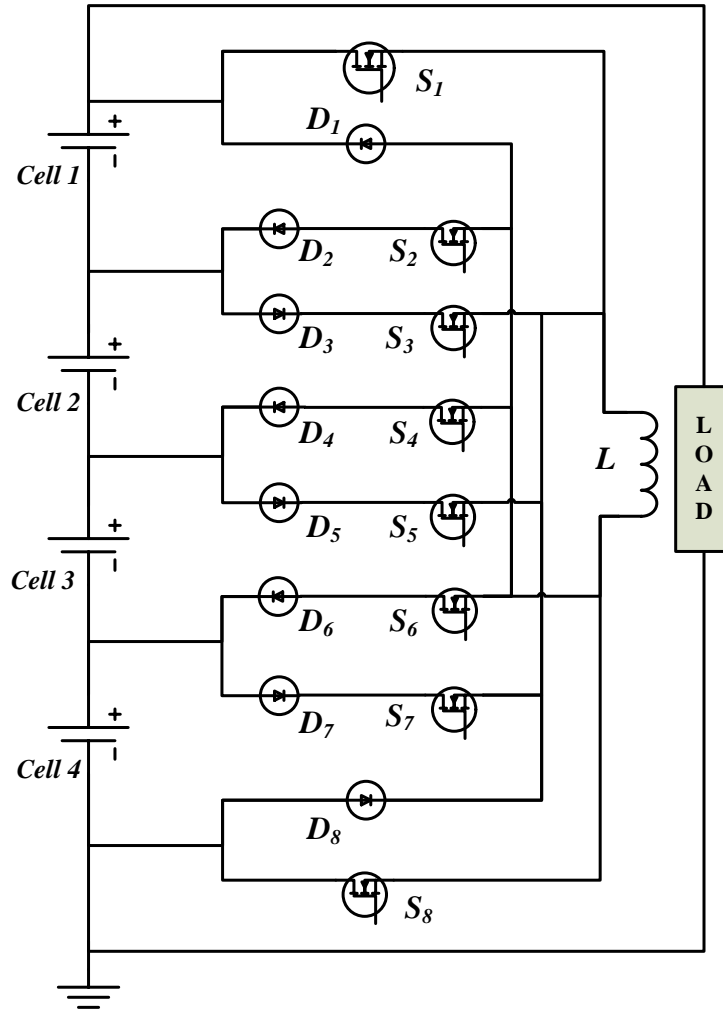 S1
D1
+
Cell 1
D2
S2
D3
S3
+
Cell 2
D4
S4
L
L
O
A
D
D5
S5
+
Cell 3
D6
S6
D7
S7
+
Cell 4
D8
S8